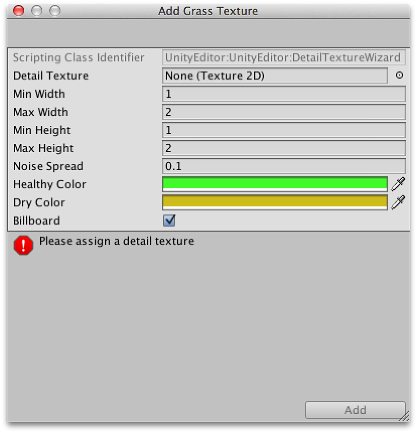 Add Grass Texture
Scripting Class Identifier UnityEditor:UnityEditor:DetailTextureWizard
Detail Texture None (Texture 2D)
Min Width 1
Max Width 2
Min Height 1
Max Height 2
Noise Spread 0.1
Healthy Color
Dry Color
Billboard
Please assign a detail texture
Add